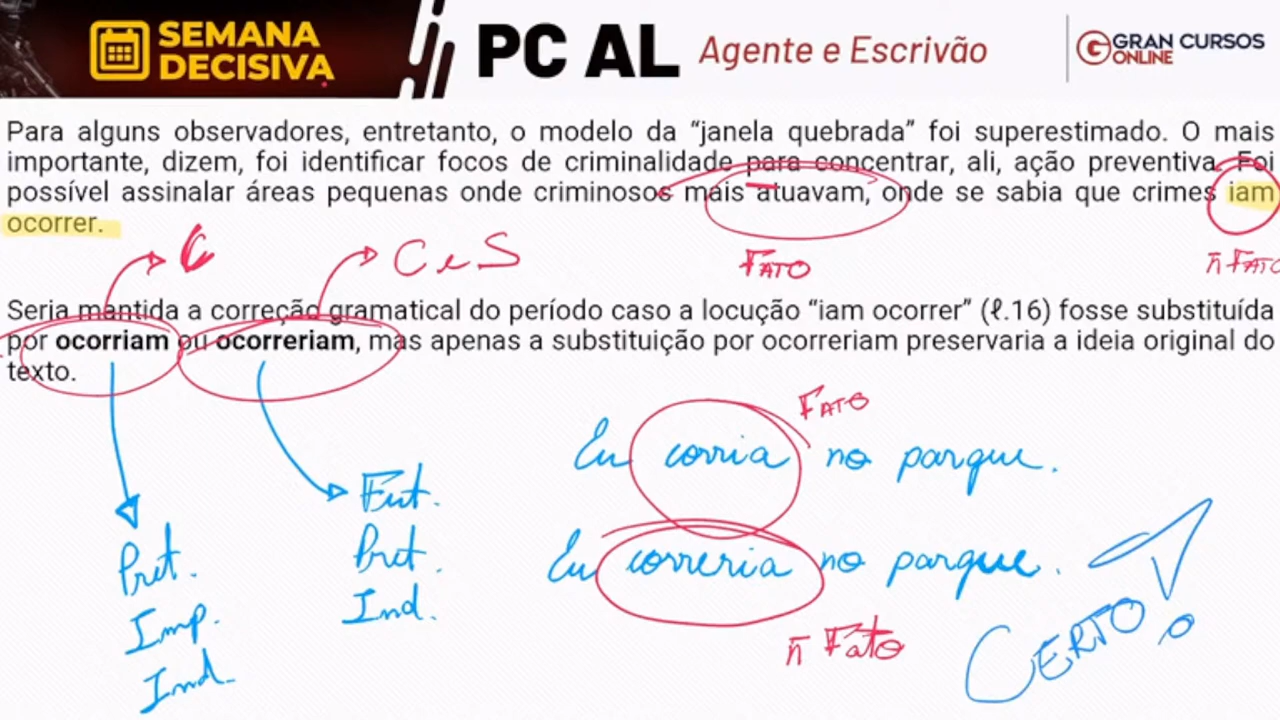 SEMANA
DECISIVA
PC AL
Agente e Escrivão
GRAN CURSOS
ONLINE
Para alguns observadores, entretanto, o modelo da “janela quebrada” foi superestimado. O mais
importante, dizem, foi identificar focos de criminalidade para concentrar, ali, ação preventiva. Foi
possível assinalar áreas pequenas onde criminosos mais atuavam, onde se sabia que crimes iam
ocorrer.
C
C e S
FATO
n̄ FATO
Seria mantida a correção gramatical do período caso a locução “iam ocorrer” (ℓ.16) fosse substituída
por ocorriam ou ocorreriam, mas apenas a substituição por ocorreriam preservaria a ideia original do
texto.
FATO
Eu corria no parque.
Fut.
Pret.
Ind.
Pret.
Imp.
Ind.
Eu correria no parque.
n̄ Fato
CERTO